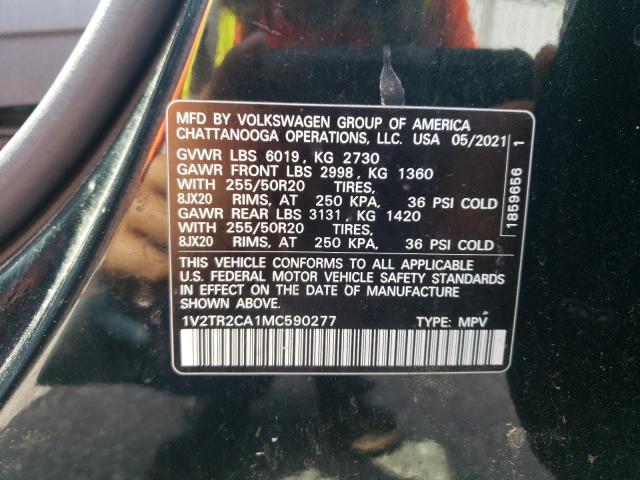 MFD BY VOLKSWAGEN GROUP OF AMERICA
CHATTANOOGA OPERATIONS, LLC. USA 05/2021
GVWR LBS 6019, KG 2730
GAWR FRONT LBS 2998, KG 1360
WITH 255/50R20 TIRES,
8JX20 RIMS, AT 250 KPA, 36 PSI COLD
GAWR REAR LBS 3131, KG 1420
WITH 255/50R20 TIRES,
8JX20 RIMS, AT 250 KPA, 36 PSI COLD
THIS VEHICLE CONFORMS TO ALL APPLICABLE
U.S. FEDERAL MOTOR VEHICLE SAFETY STANDARDS
IN EFFECT ON THE DATE OF MANUFACTURE
SHOWN ABOVE.
1V2TR2CA1MC590277 TYPE: MPV
1859656 1